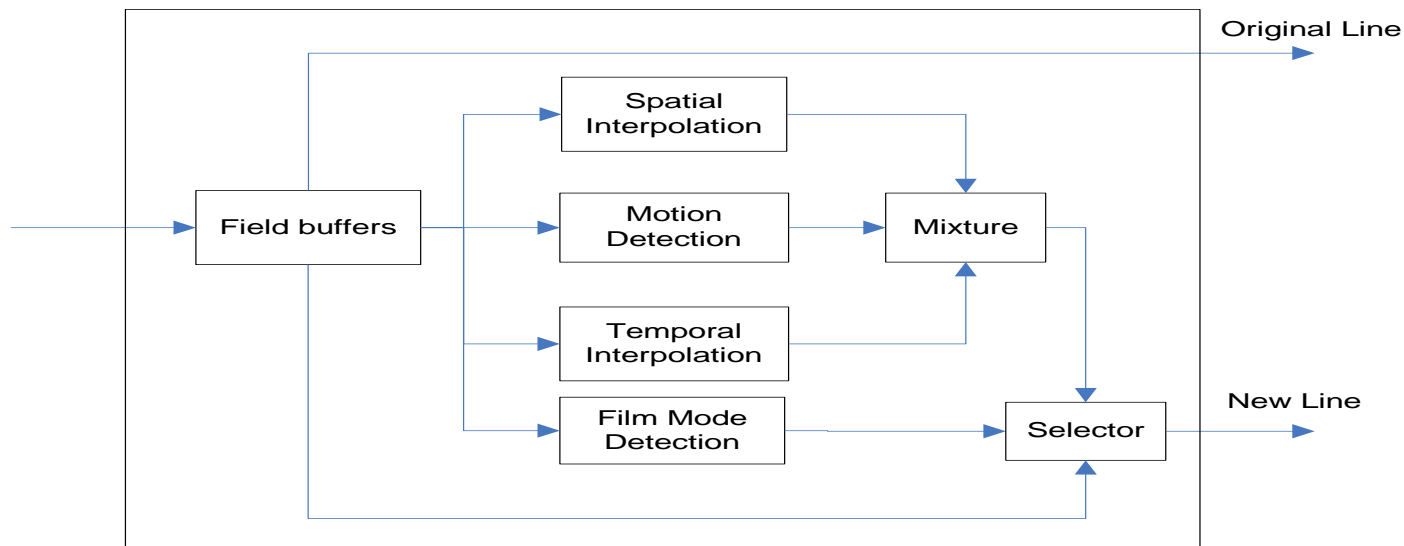 Original Line
Spatial
Interpolation
Field buffers
Motion
Detection
Mixture
Temporal
Interpolation
Film Mode
Detection
Selector
New Line